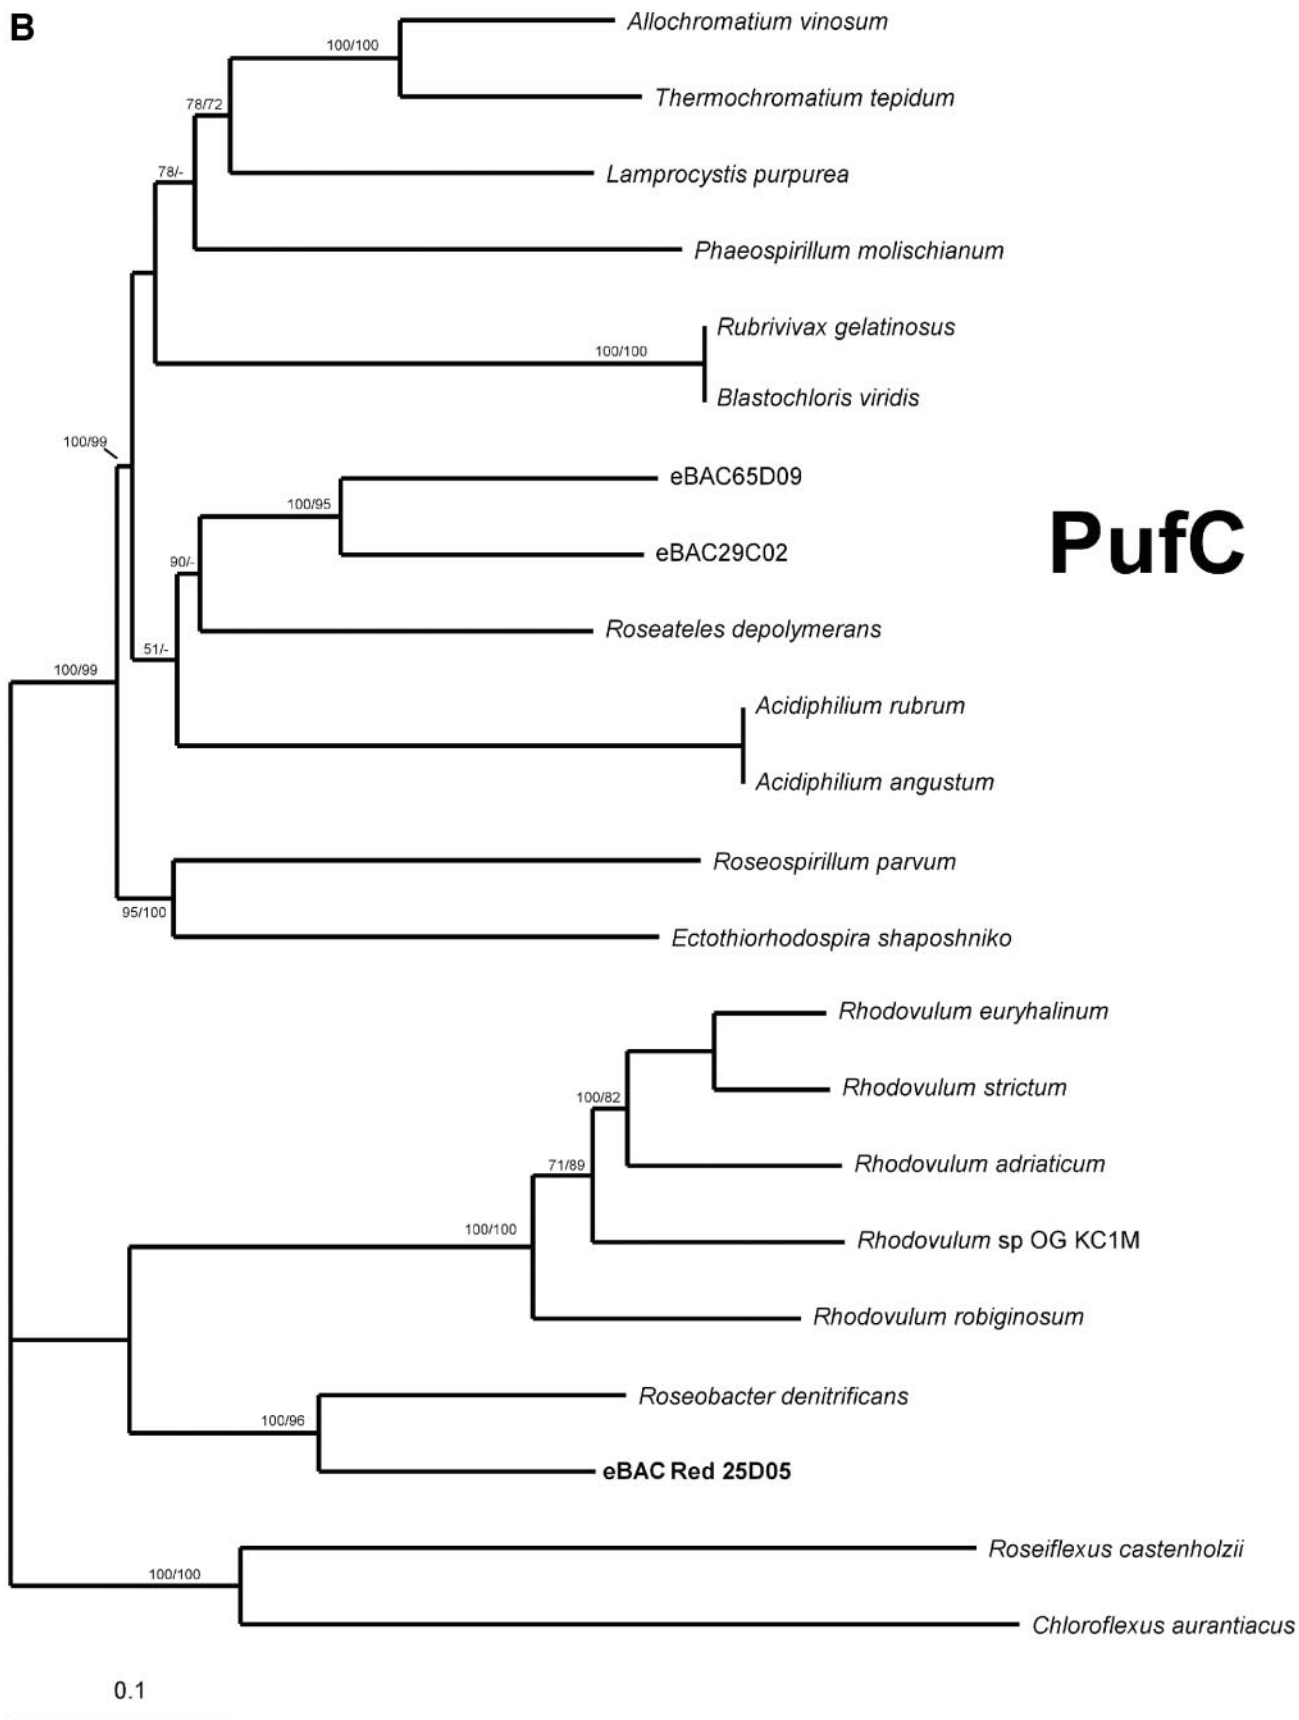 B
Allochromatium vinosum
100/100
Thermochromatium tepidum
78/72
Lamprocystis purpurea
78/-
Phaeospirillum molischianum
Rubrivivax gelatinosus
100/100
Blastochloris viridis
100/99
eBAC65D09
100/95
PufC
eBAC29C02
90/-
Roseateles depolymerans
51/-
100/99
Acidiphilium rubrum
Acidiphilium angustum
Roseospirillum parvum
95/100
Ectothiorhodospira shaposhniko
Rhodovulum euryhalinum
Rhodovulum strictum
100/82
Rhodovulum adriaticum
71/89
100/100
Rhodovulum sp OG KC1M
Rhodovulum robiginosum
Roseobacter denitrificans
100/96
eBAC Red 25D05
Roseiflexus castenholzii
100/100
Chloroflexus aurantiacus
0.1